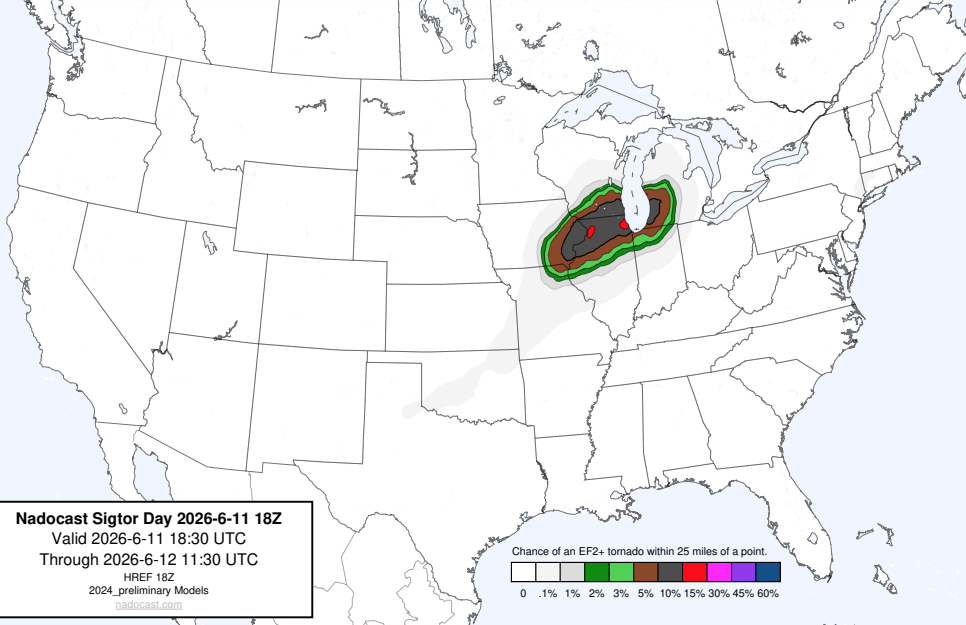 Nadocast Sigtor Day 2026-6-11 18Z
Valid 2026-6-11 18:30 UTC
Through 2026-6-12 11:30 UTC
HREF 18Z
2024_preliminary Models
nadocast.com
Chance of an EF2+ tornado within 25 miles of a point.
0 .1% 1% 2% 3% 5% 10% 15% 30% 45% 60%